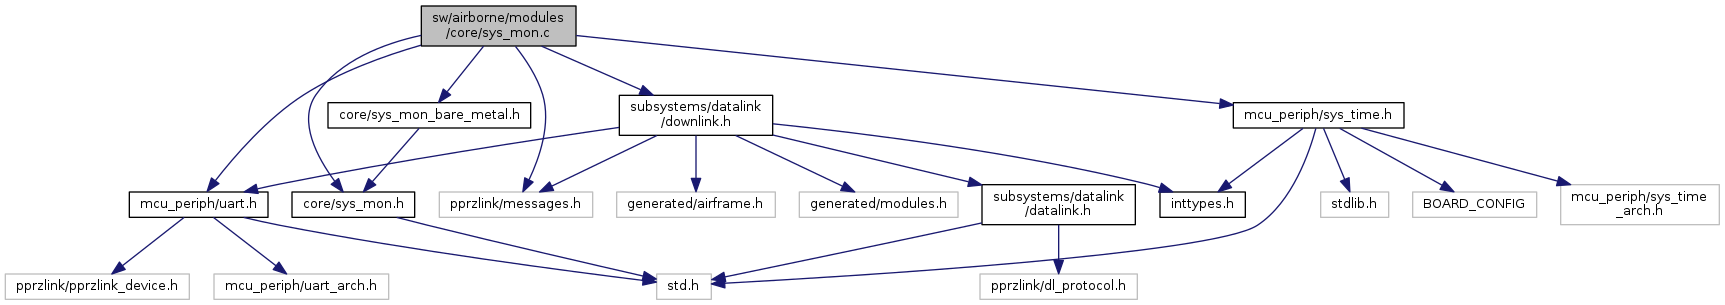 sw/airborne/modules
/core/sys_mon.c
core/sys_mon_bare_metal.h
subsystems/datalink
/downlink.h
mcu_periph/sys_time.h
mcu_periph/uart.h
core/sys_mon.h
pprzlink/messages.h
generated/airframe.h
generated/modules.h
subsystems/datalink
/datalink.h
inttypes.h
stdlib.h
BOARD_CONFIG
mcu_periph/sys_time
_arch.h
pprzlink/pprzlink_device.h
mcu_periph/uart_arch.h
std.h
pprzlink/dl_protocol.h